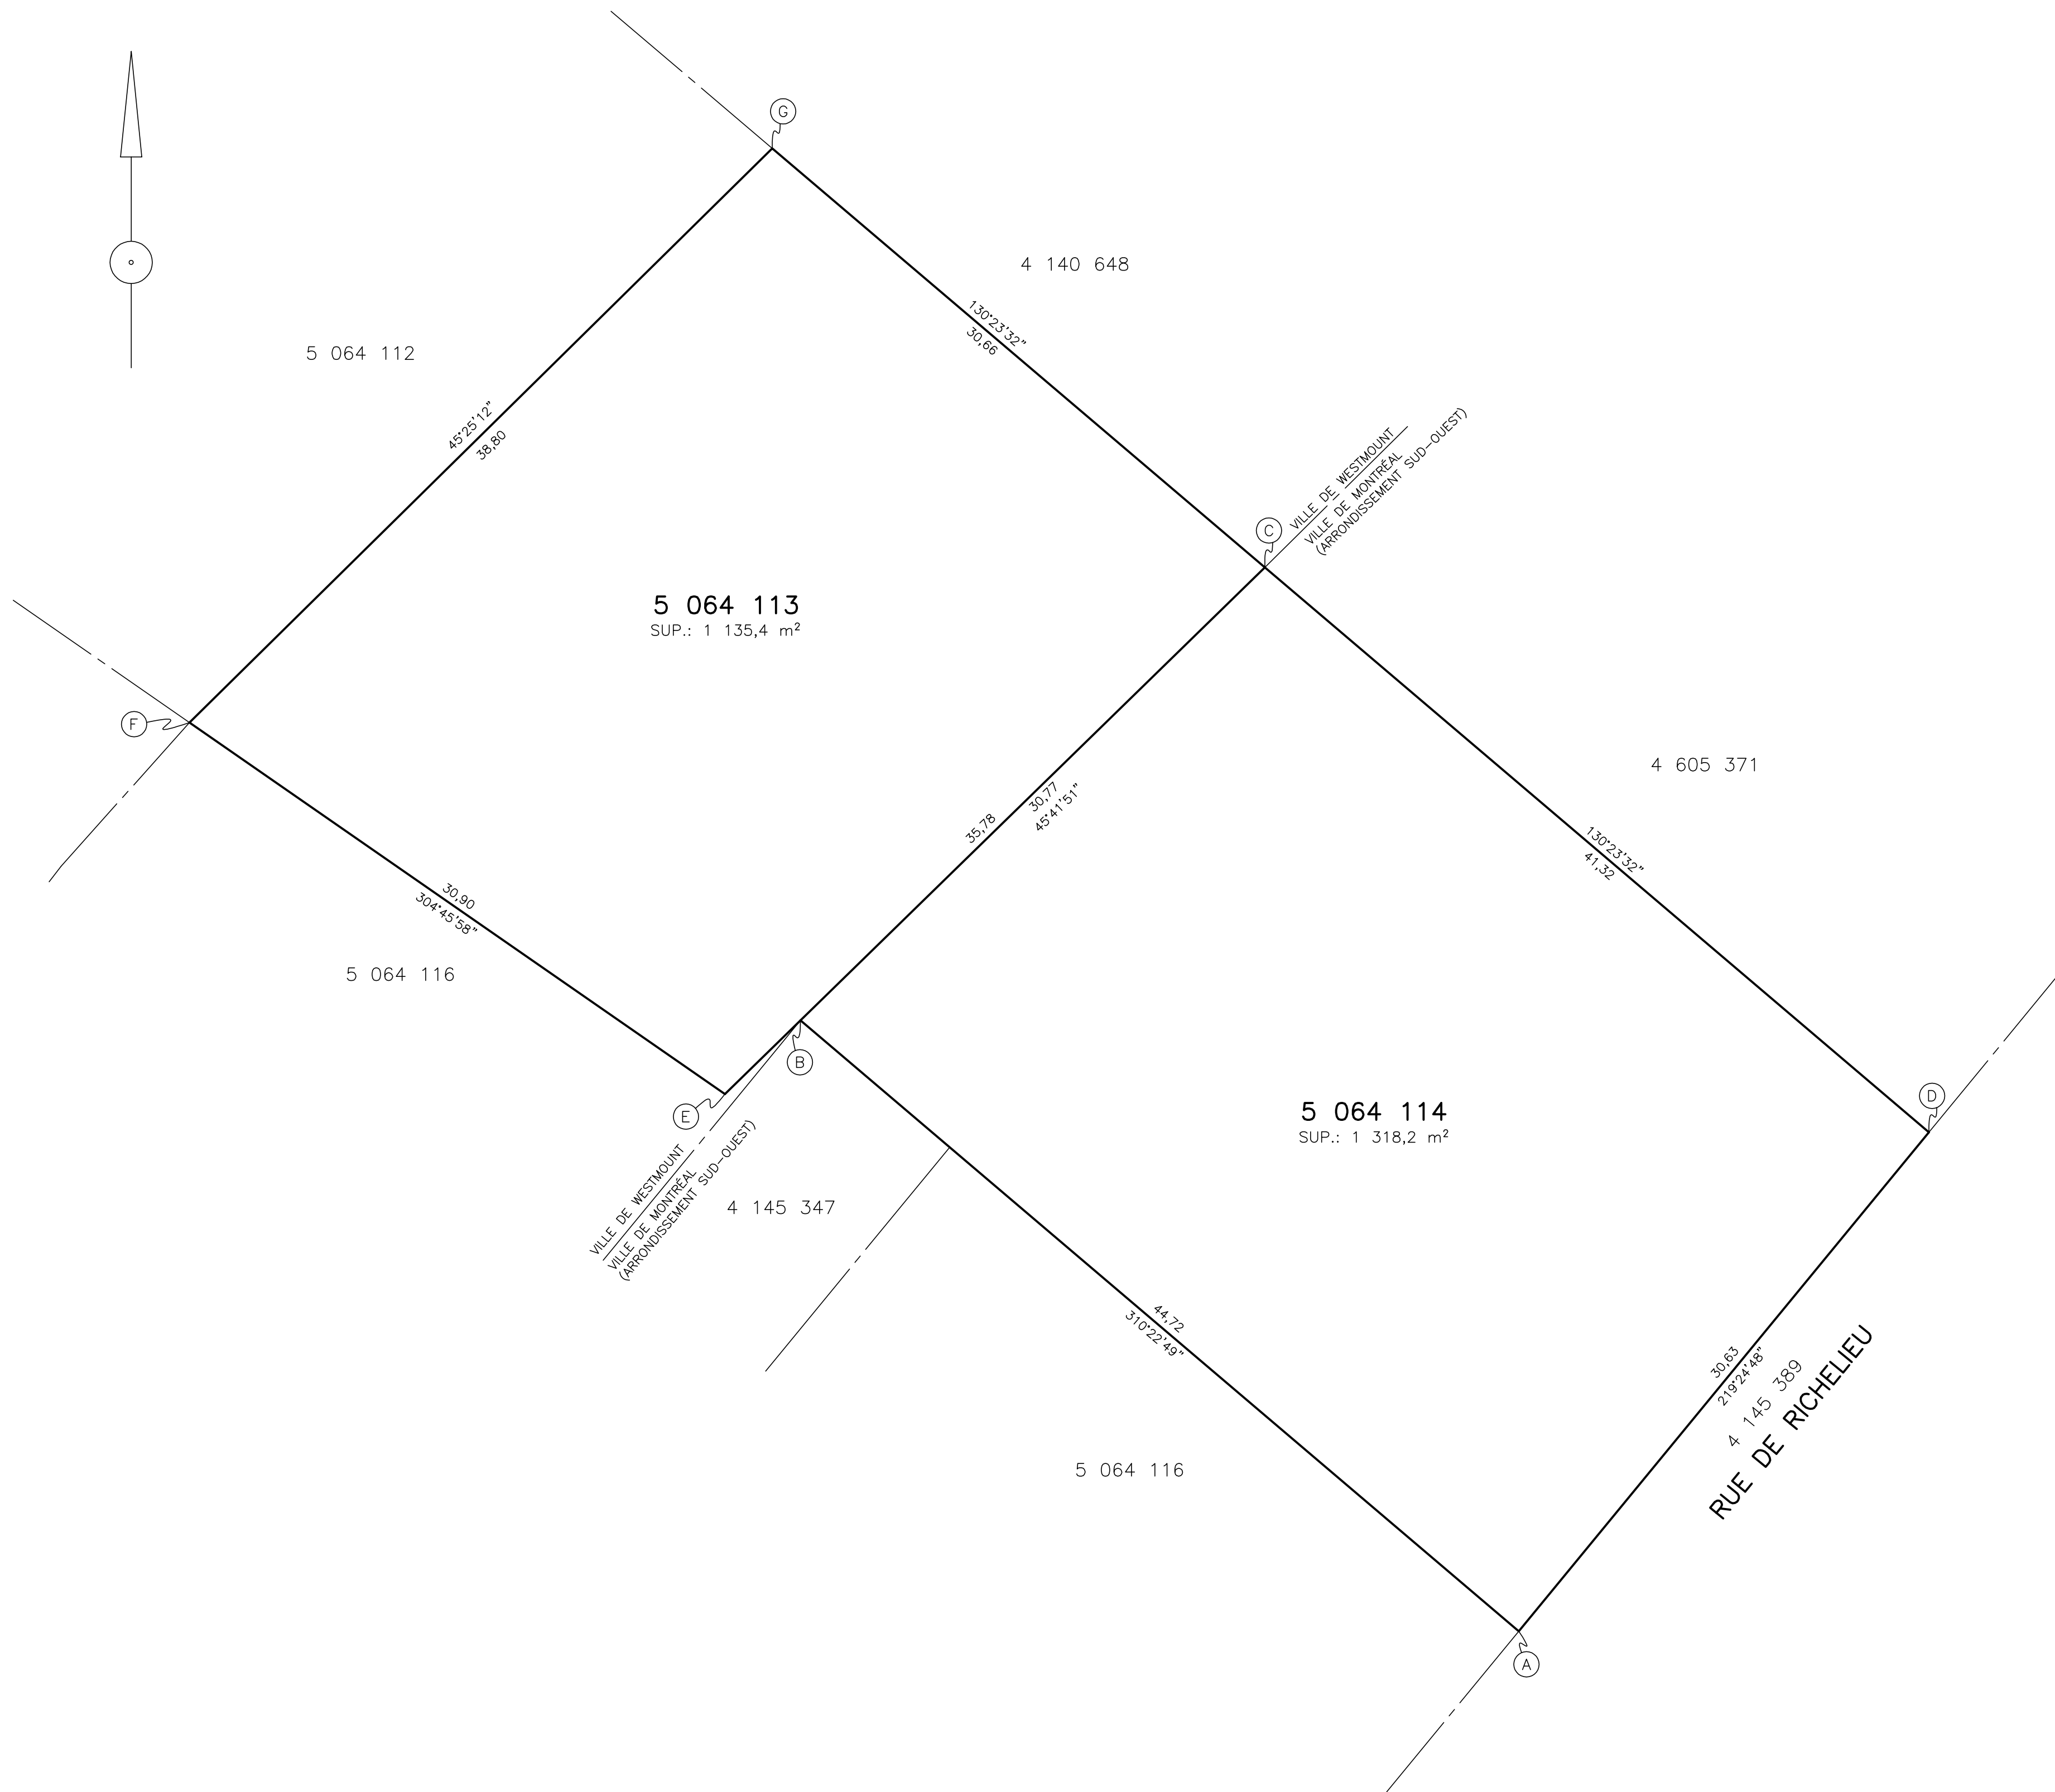 G
4 140 648
130°23'32"
30,66
5 064 112
45°25'12"
38,80
VILLE DE WESTMOUNT
VILLE DE MONTRÉAL
(ARRONDISSEMENT SUD-OUEST)
C
5 064 113
SUP.: 1 135,4 m²
F
4 605 371
35,78
30,77
45°41'51"
130°23'32"
41,32
30,90
304°45'58"
5 064 116
B
E
D
5 064 114
SUP.: 1 318,2 m²
VILLE DE WESTMOUNT
VILLE DE MONTRÉAL
(ARRONDISSEMENT SUD-OUEST)
4 145 347
44,72
310°22'49"
30,63
219°24'48"
4 145 389
RUE DE RICHELIEU
5 064 116
A